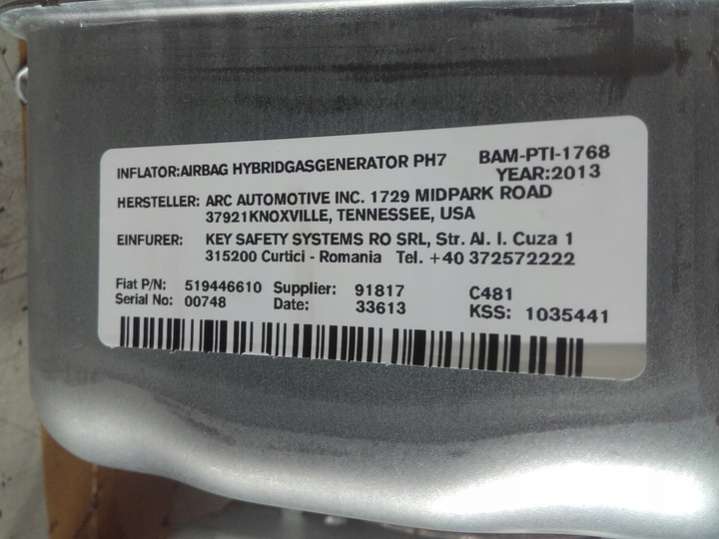 INFLATOR:AIRBAG HYBRIDGASGENERATOR PH7 BAM-PTI-1768
YEAR:2013
HERSTELLER: ARC AUTOMOTIVE INC. 1729 MIDPARK ROAD
37921KNOXVILLE, TENNESSEE, USA
EINFURER: KEY SAFETY SYSTEMS RO SRL, Str. Al. I. Cuza 1
315200 Curtici - Romania Tel. +40 372572222
Fiat P/N: 519446610 Supplier: 91817 C481
Serial No: 00748 Date: 33613 KSS: 1035441